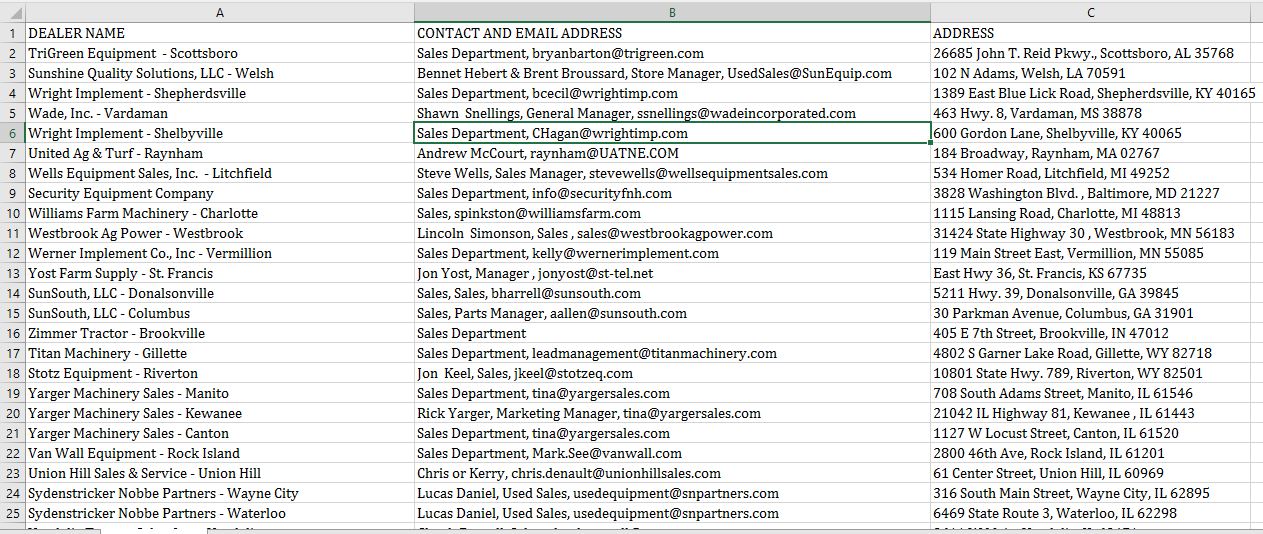 A B C
1 DEALER NAME CONTACT AND EMAIL ADDRESS ADDRESS
2 TriGreen Equipment - Scottsboro Sales Department, bryanbarton@trigreen.com 26685 John T. Reid Pkwy., Scottsboro, AL 35768
3 Sunshine Quality Solutions, LLC - Welsh Bennet Hebert & Brent Broussard, Store Manager, UsedSales@SunEquip.com 102 N Adams, Welsh, LA 70591
4 Wright Implement - Shepherdsville Sales Department, bcecil@wrightimp.com 1389 East Blue Lick Road, Shepherdsville, KY 40165
5 Wade, Inc. - Vardaman Shawn Snellings, General Manager, ssnellings@wadeincorporated.com 463 Hwy. 8, Vardaman, MS 38878
6 Wright Implement - Shelbyville Sales Department, CHagan@wrightimp.com 600 Gordon Lane, Shelbyville, KY 40065
7 United Ag & Turf - Raynham Andrew McCourt, raynham@UATNE.COM 184 Broadway, Raynham, MA 02767
8 Wells Equipment Sales, Inc. - Litchfield Steve Wells, Sales Manager, stevewells@wellsequipmentsales.com 534 Homer Road, Litchfield, MI 49252
9 Security Equipment Company Sales Department, info@securityfnh.com 3828 Washington Blvd. , Baltimore, MD 21227
10 Williams Farm Machinery - Charlotte Sales, spinkston@williamsfarm.com 1115 Lansing Road, Charlotte, MI 48813
11 Westbrook Ag Power - Westbrook Lincoln Simonson, Sales , sales@westbrookagpower.com 31424 State Highway 30 , Westbrook, MN 56183
12 Werner Implement Co., Inc - Vermillion Sales Department, kelly@wernerimplement.com 119 Main Street East, Vermillion, MN 55085
13 Yost Farm Supply - St. Francis Jon Yost, Manager , jonyost@st-tel.net East Hwy 36, St. Francis, KS 67735
14 SunSouth, LLC - Donalsonville Sales, Sales, bharrell@sunsouth.com 5211 Hwy. 39, Donalsonville, GA 39845
15 SunSouth, LLC - Columbus Sales, Parts Manager, aallen@sunsouth.com 30 Parkman Avenue, Columbus, GA 31901
16 Zimmer Tractor - Brookville Sales Department 405 E 7th Street, Brookville, IN 47012
17 Titan Machinery - Gillette Sales Department, leadmanagement@titanmachinery.com 4802 S Garner Lake Road, Gillette, WY 82718
18 Stotz Equipment - Riverton Jon Keel, Sales, jkeel@stotzeq.com 10801 State Hwy. 789, Riverton, WY 82501
19 Yarger Machinery Sales - Manito Sales Department, tina@yargersales.com 708 South Adams Street, Manito, IL 61546
20 Yarger Machinery Sales - Kewanee Rick Yarger, Marketing Manager, tina@yargersales.com 21042 IL Highway 81, Kewanee , IL 61443
21 Yarger Machinery Sales - Canton Sales Department, tina@yargersales.com 1127 W Locust Street, Canton, IL 61520
22 Van Wall Equipment - Rock Island Sales Department, Mark.See@vanwall.com 2800 46th Ave, Rock Island, IL 61201
23 Union Hill Sales & Service - Union Hill Chris or Kerry, chris.denault@unionhillsales.com 61 Center Street, Union Hill, IL 60969
24 Sydenstricker Nobbe Partners - Wayne City Lucas Daniel, Used Sales, usedequipment@snpartners.com 316 South Main Street, Wayne City, IL 62895
25 Sydenstricker Nobbe Partners - Waterloo Lucas Daniel, Used Sales, usedequipment@snpartners.com 6469 State Route 3, Waterloo, IL 62298